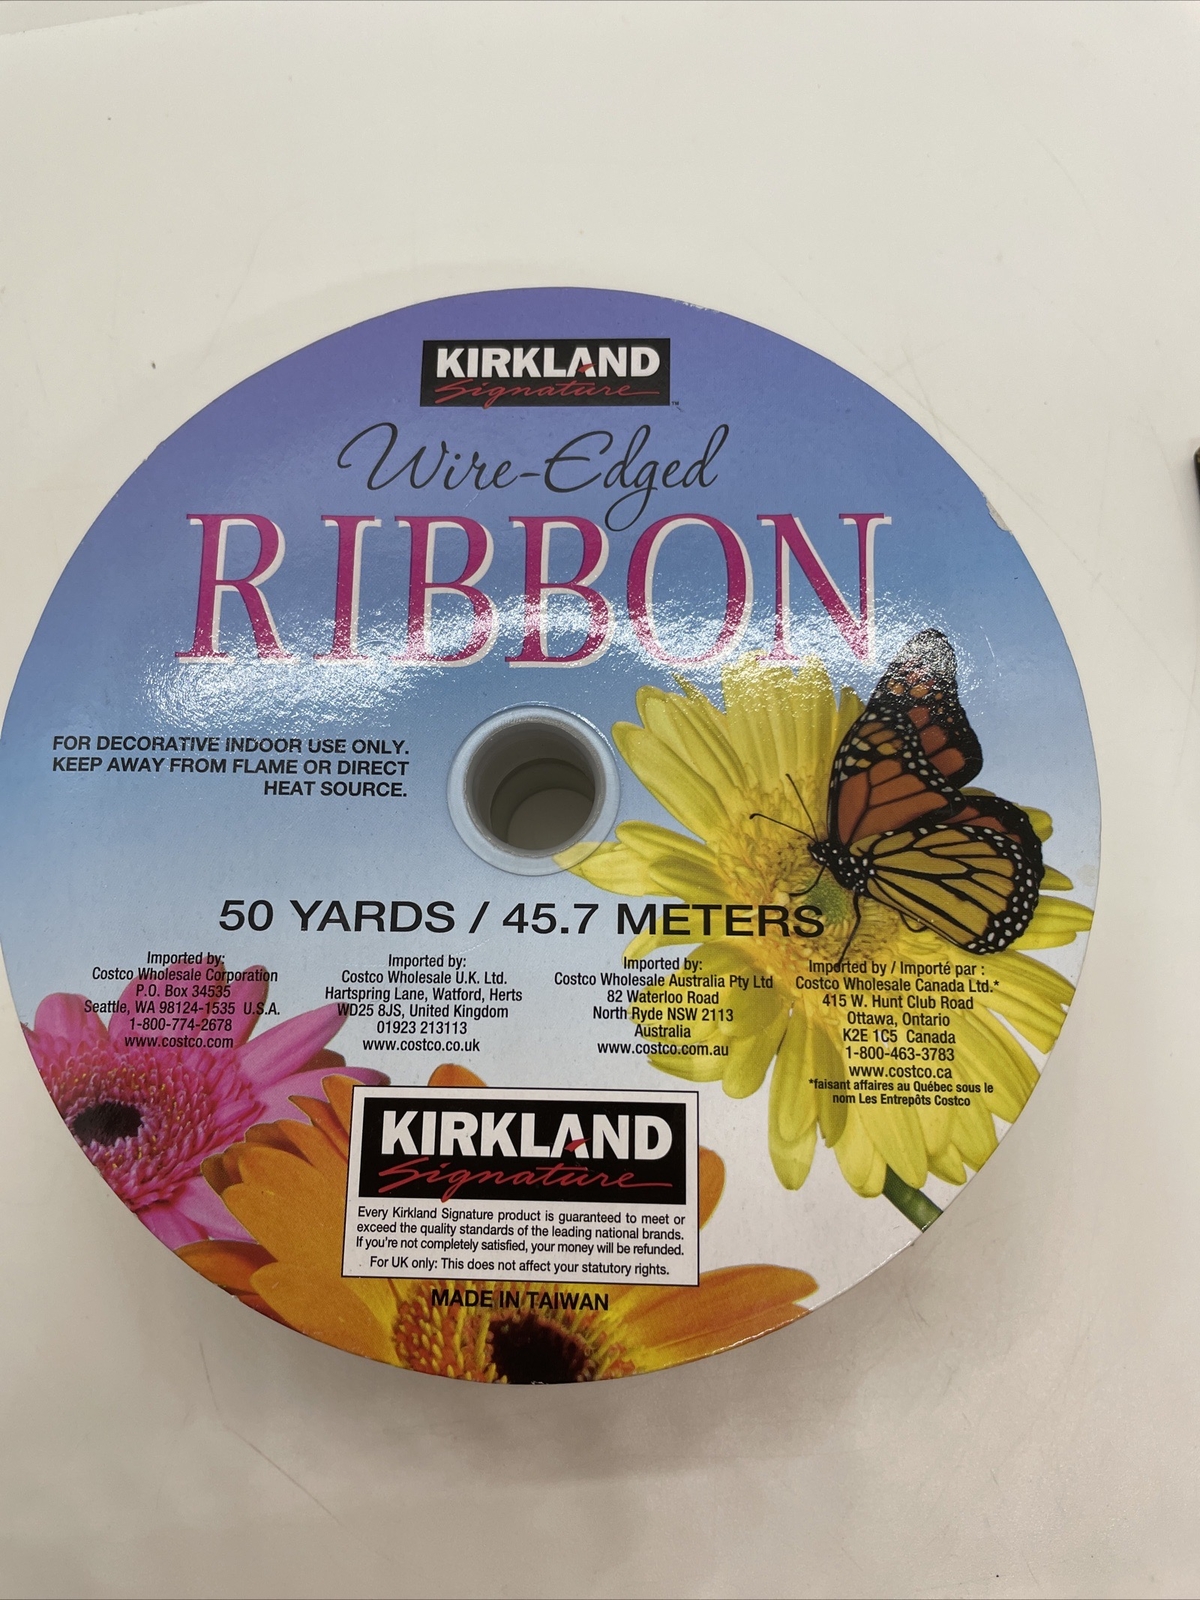 KIRKLAND
Signature™
Wire-Edged
RIBBON
FOR DECORATIVE INDOOR USE ONLY.
KEEP AWAY FROM FLAME OR DIRECT
HEAT SOURCE.
50 YARDS / 45.7 METERS
Imported by:
Costco Wholesale Corporation
P.O. Box 34535
Seattle, WA 98124-1535 U.S.A.
1-800-774-2678
www.costco.com
Imported by:
Costco Wholesale U.K. Ltd.
Hartspring Lane, Watford, Herts
WD25 8JS, United Kingdom
01923 213113
www.costco.co.uk
Imported by:
Costco Wholesale Australia Pty Ltd
82 Waterloo Road
North Ryde NSW 2113
Australia
www.costco.com.au
Imported by / Importé par :
Costco Wholesale Canada Ltd.*
415 W. Hunt Club Road
Ottawa, Ontario
K2E 1C5 Canada
1-800-463-3783
www.costco.ca
*faisant affaires au Québec sous le
nom Les Entrepôts Costco
KIRKLAND
Signature
Every Kirkland Signature product is guaranteed to meet or
exceed the quality standards of the leading national brands.
If you're not completely satisfied, your money will be refunded.
For UK only: This does not affect your statutory rights.
MADE IN TAIWAN